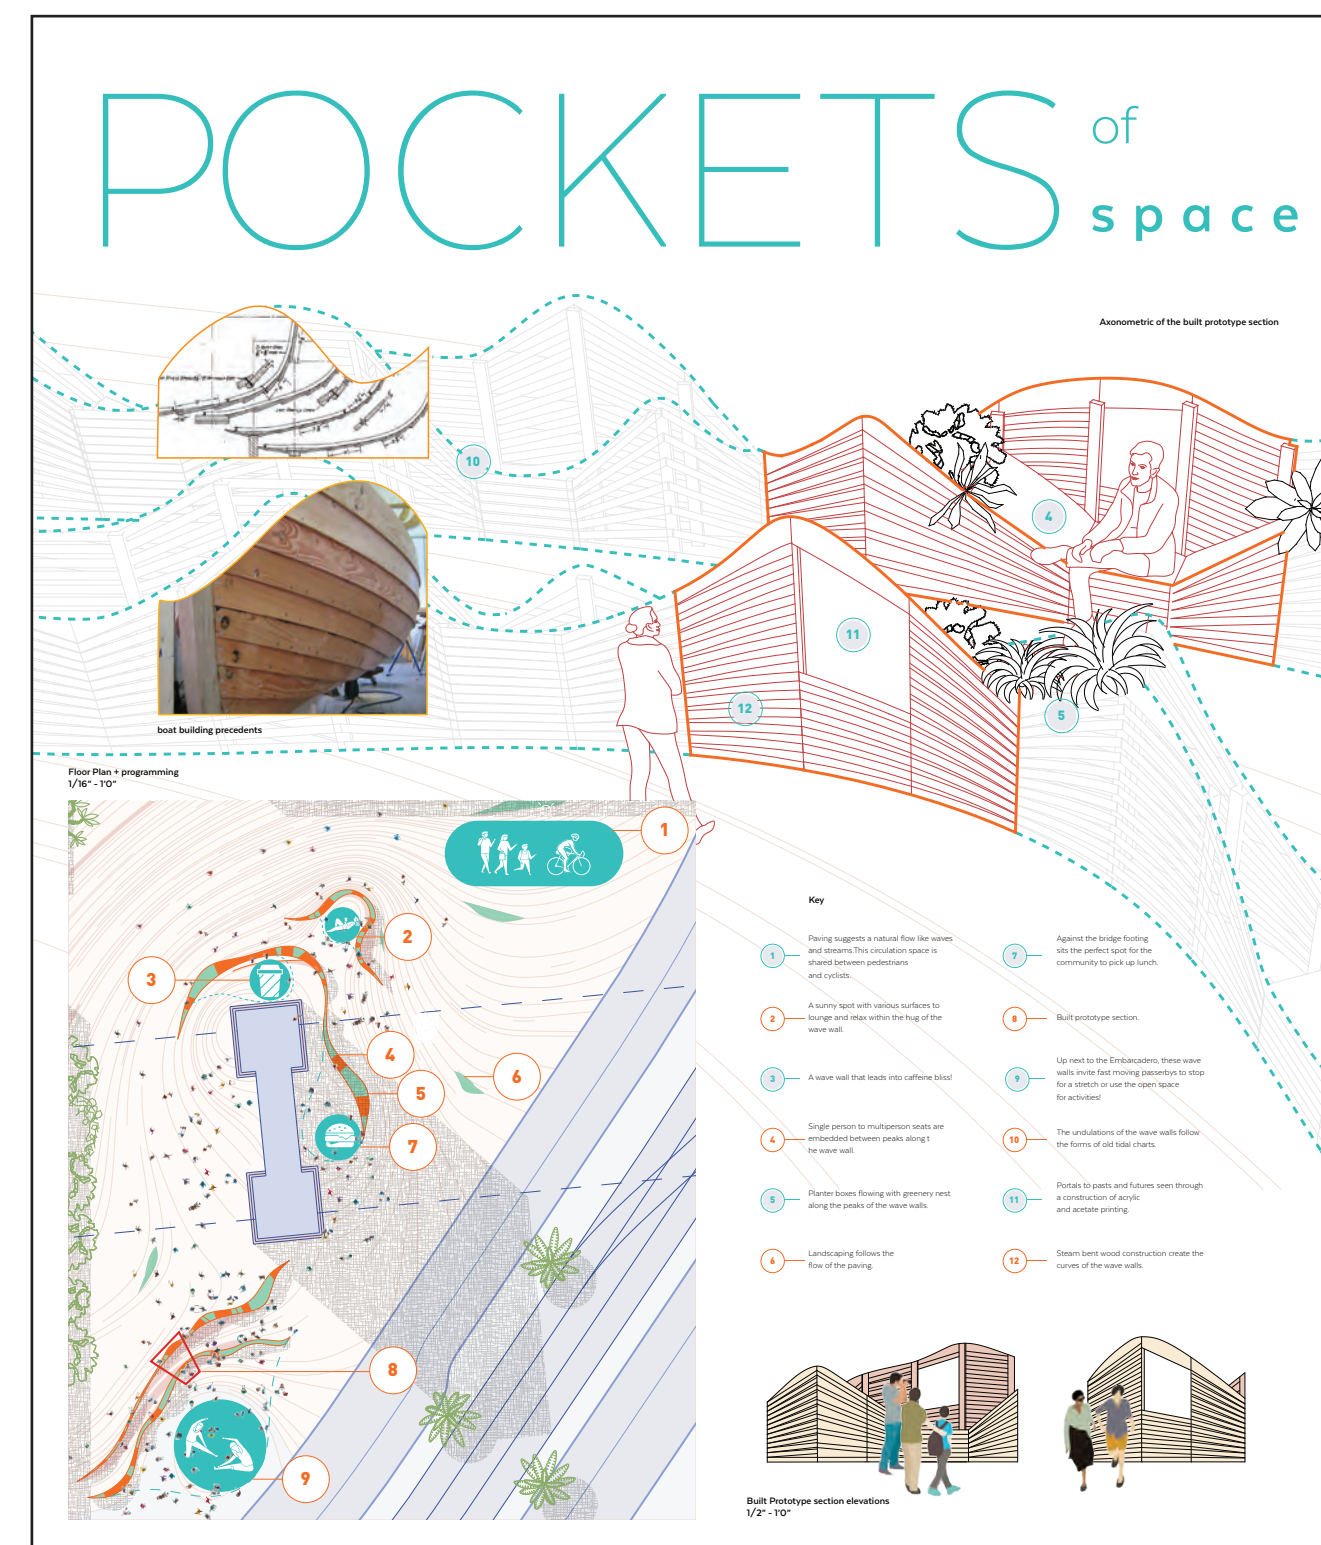 POCKETS of
space
Axonometric of the built prototype section
10
4
11
12
5
boat building precedents
Floor Plan + programming
1/16" - 1'0"
1
2
3
4
5
6
7
8
9
Key
1
Paving suggests a natural flow like waves
and streams.This circulation space is
shared between pedestrians
and cyclists.
2
A sunny spot with various surfaces to
lounge and relax within the hug of the
wave wall.
3
A wave wall that leads into caffeine bliss!
4
Single person to multiperson seats are
embedded between peaks along t
he wave wall.
5
Planter boxes flowing with greenery nest
along the peaks of the wave walls.
6
Landscaping follows the
flow of the paving.
7
Against the bridge footing
sits the perfect spot for the
community to pick up lunch.
8
Built prototype section.
9
Up next to the Embarcadero, these wave
walls invite fast moving passerbys to stop
for a stretch or use the open space
for activities!
10
The undulations of the wave walls follow
the forms of old tidal charts.
11
Portals to pasts and futures seen through
a construction of acrylic
and acetate printing.
12
Steam bent wood construction create the
curves of the wave walls.
Built Prototype section elevations
1/2" - 1'0"